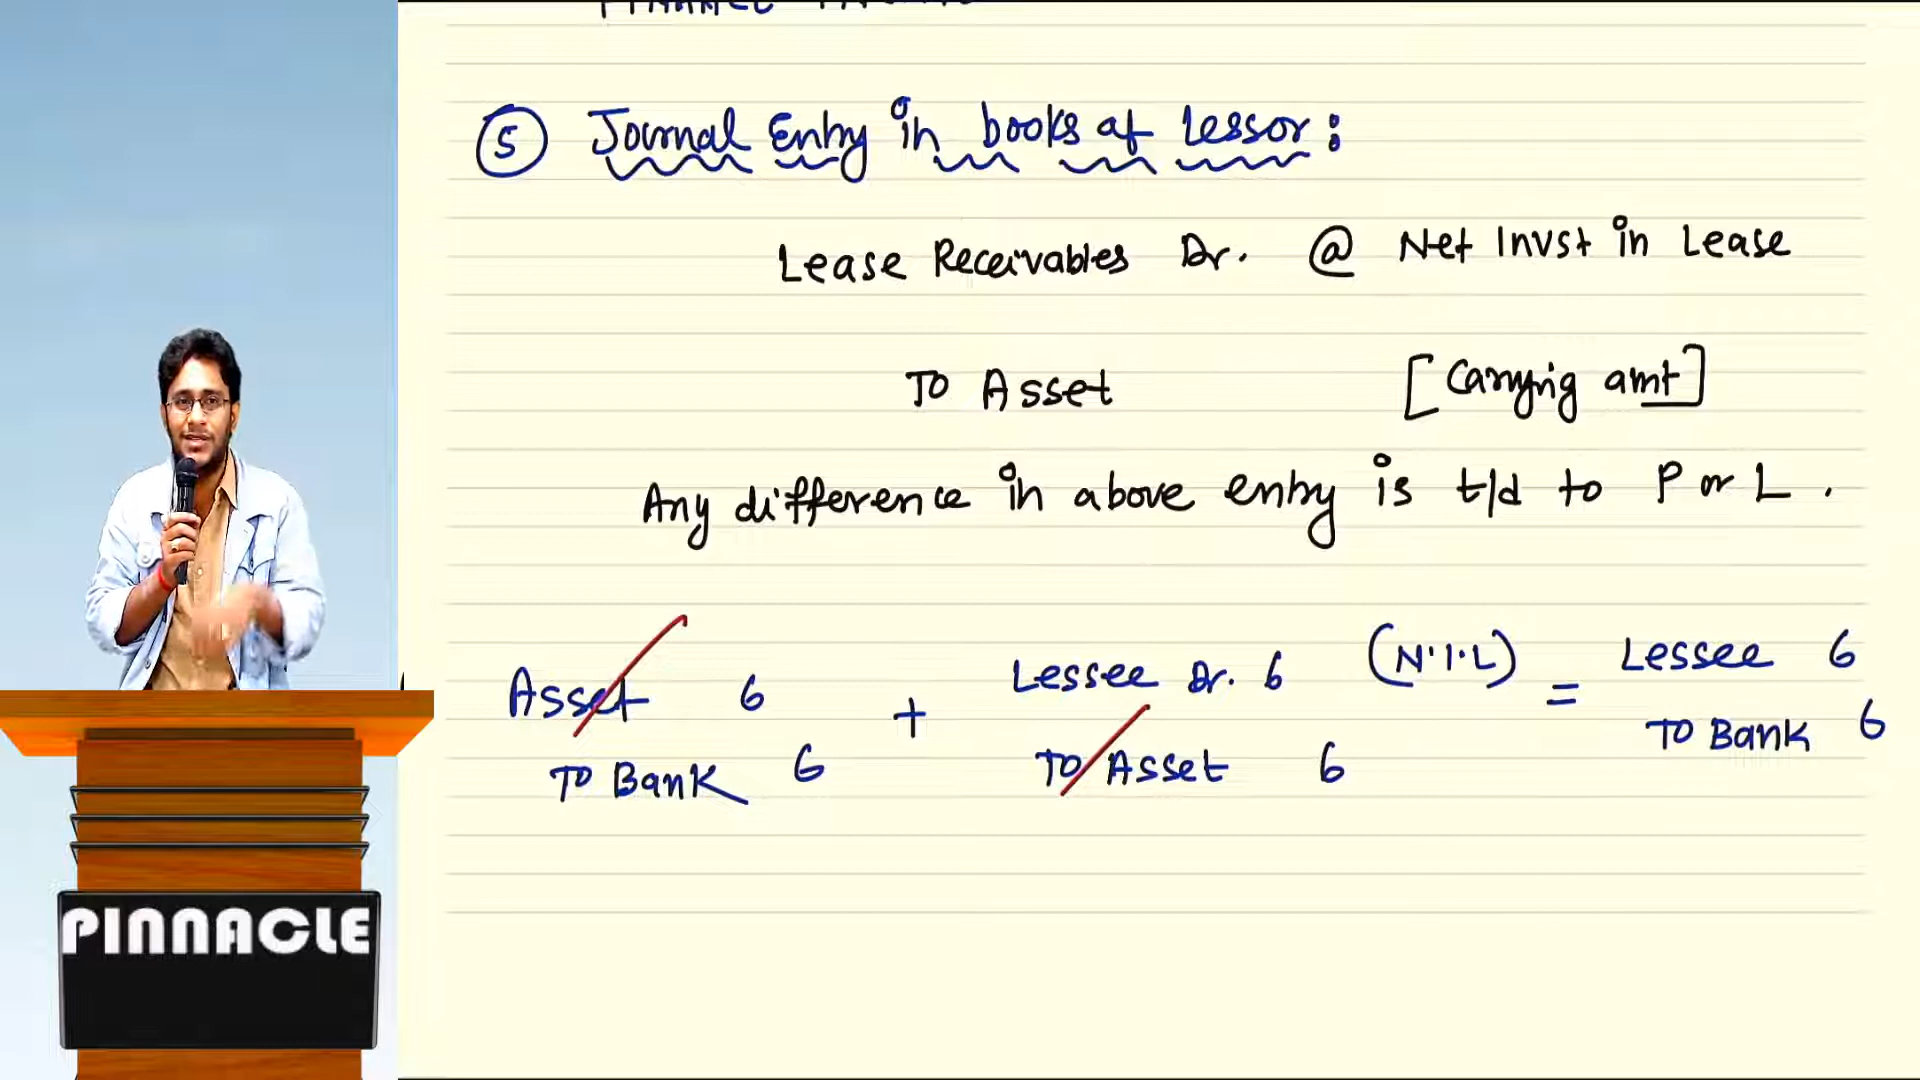 ⑤ Journal Entry in books of Lessor:
Lease Receivables Dr. @ Net Invst in Lease
To Asset [Carrying amt]
Any difference in above entry is t/d to P or L.
Asset 6 + Lessee Dr. 6 (N.I.L) = Lessee 6
To Bank 6 To Asset 6 To Bank 6
PINNACLE